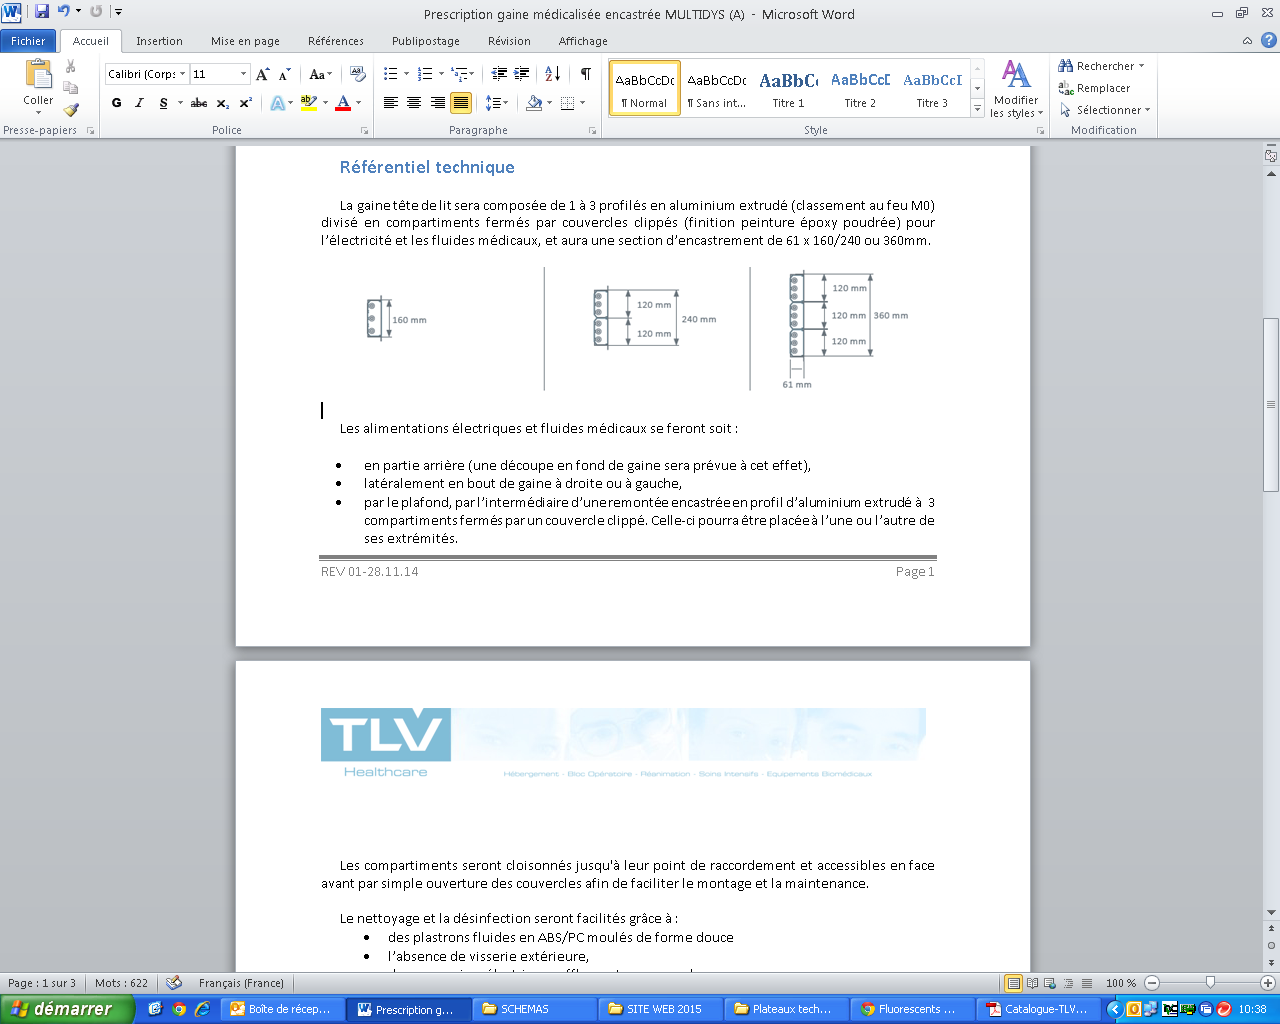 Prescription gaine médicalisée encastrée MULTIDYS (A) - Microsoft Word
Fichier Accueil Insertion Mise en page Références Publipostage Révision Affichage
Coller
Presse-papiers
Calibri (Corps 11
Police
Paragraphe
AaBbCcDc AaBbCcDc AaBbCc AaBbCcI AaBbCcI
¶ Normal ¶ Sans int... Titre 1 Titre 2 Titre 3
Modifier les styles
Style
Rechercher
Remplacer
Sélectionner
Modification
Référentiel technique
La gaine tête de lit sera composée de 1 à 3 profilés en aluminium extrudé (classement au feu M0)
divisé en compartiments fermés par couvercles clippés (finition peinture époxy poudrée) pour
l'électricité et les fluides médicaux, et aura une section d'encastrement de 61 x 160/240 ou 360mm.
160 mm
120 mm
120 mm
240 mm
120 mm
120 mm
120 mm
360 mm
61 mm
Les alimentations électriques et fluides médicaux se feront soit :
• en partie arrière (une découpe en fond de gaine sera prévue à cet effet),
• latéralement en bout de gaine à droite ou à gauche,
• par le plafond, par l'intermédiaire d'une remontée encastrée en profil d'aluminium extrudé à 3
compartiments fermés par un couvercle clippé. Celle-ci pourra être placée à l'une ou l'autre de
ses extrémités.
REV 01-28.11.14 Page 1
TLV
Healthcare
Hébergement - Bloc Opératoire - Réanimation - Soins Intensifs - Equipements Biomédicaux
Les compartiments seront cloisonnés jusqu'à leur point de raccordement et accessibles en face
avant par simple ouverture des couvercles afin de faciliter le montage et la maintenance.
Le nettoyage et la désinfection seront facilités grâce à :
• des plastrons fluides en ABS/PC moulés de forme douce
• l'absence de visserie extérieure,
Page : 1 sur 3 Mots : 622 Français (France) 100 %
démarrer Boîte de récep... Prescription g... SCHEMAS SITE WEB 2015 Plateaux tech... Fluorescents ... Catalogue-TLV... 10:38